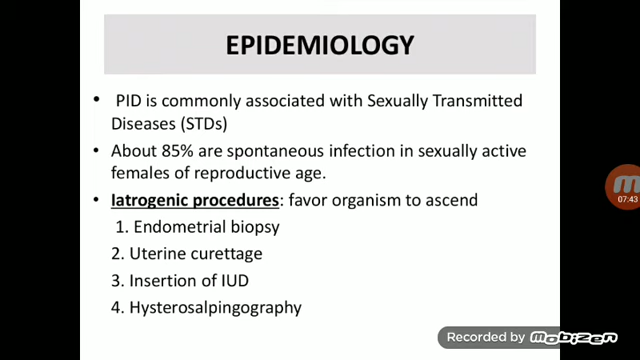 EPIDEMIOLOGY
• PID is commonly associated with Sexually Transmitted
Diseases (STDs)
• About 85% are spontaneous infection in sexually active
females of reproductive age.
• Iatrogenic procedures: favor organism to ascend
1. Endometrial biopsy
2. Uterine curettage
3. Insertion of IUD
4. Hysterosalpingography
M
07:43
Recorded by mobizen